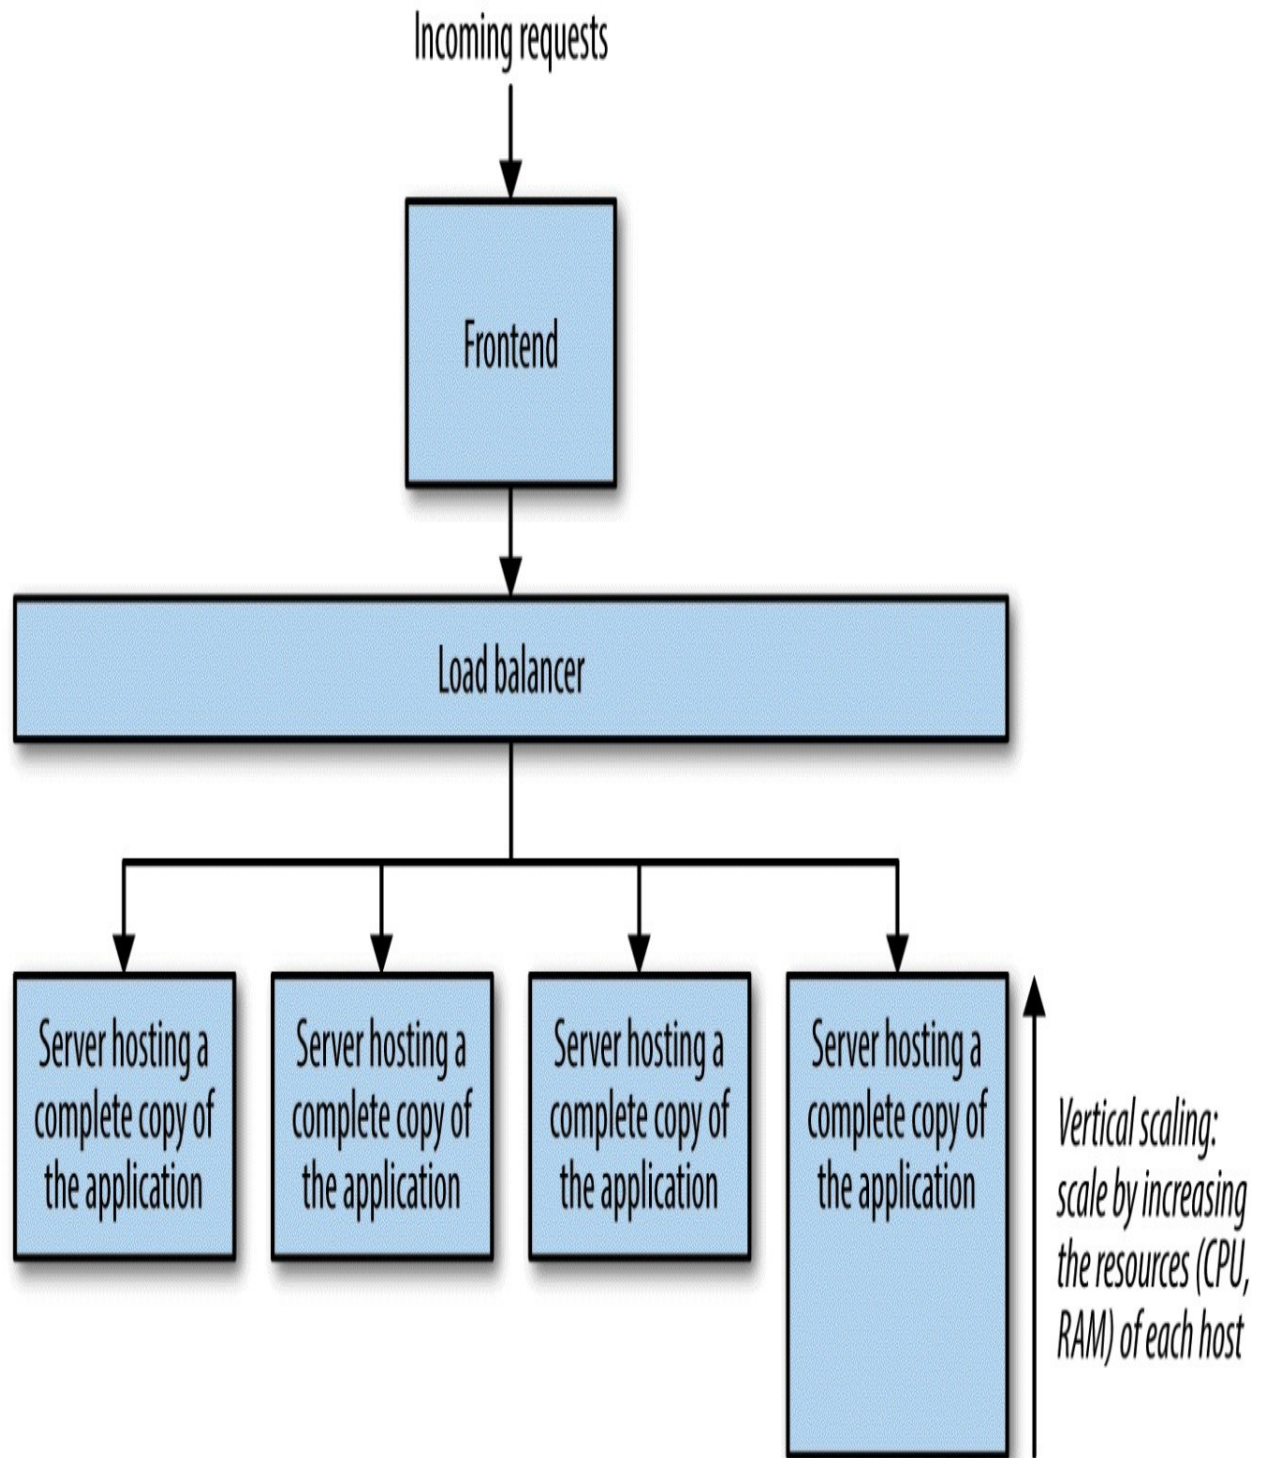 Incoming requests
Frontend
Load balancer
Server hosting a
complete copy of
the application
Server hosting a
complete copy of
the application
Server hosting a
complete copy of
the application
Server hosting a
complete copy of
the application
Vertical scaling:
scale by increasing
the resources (CPU,
RAM) of each host